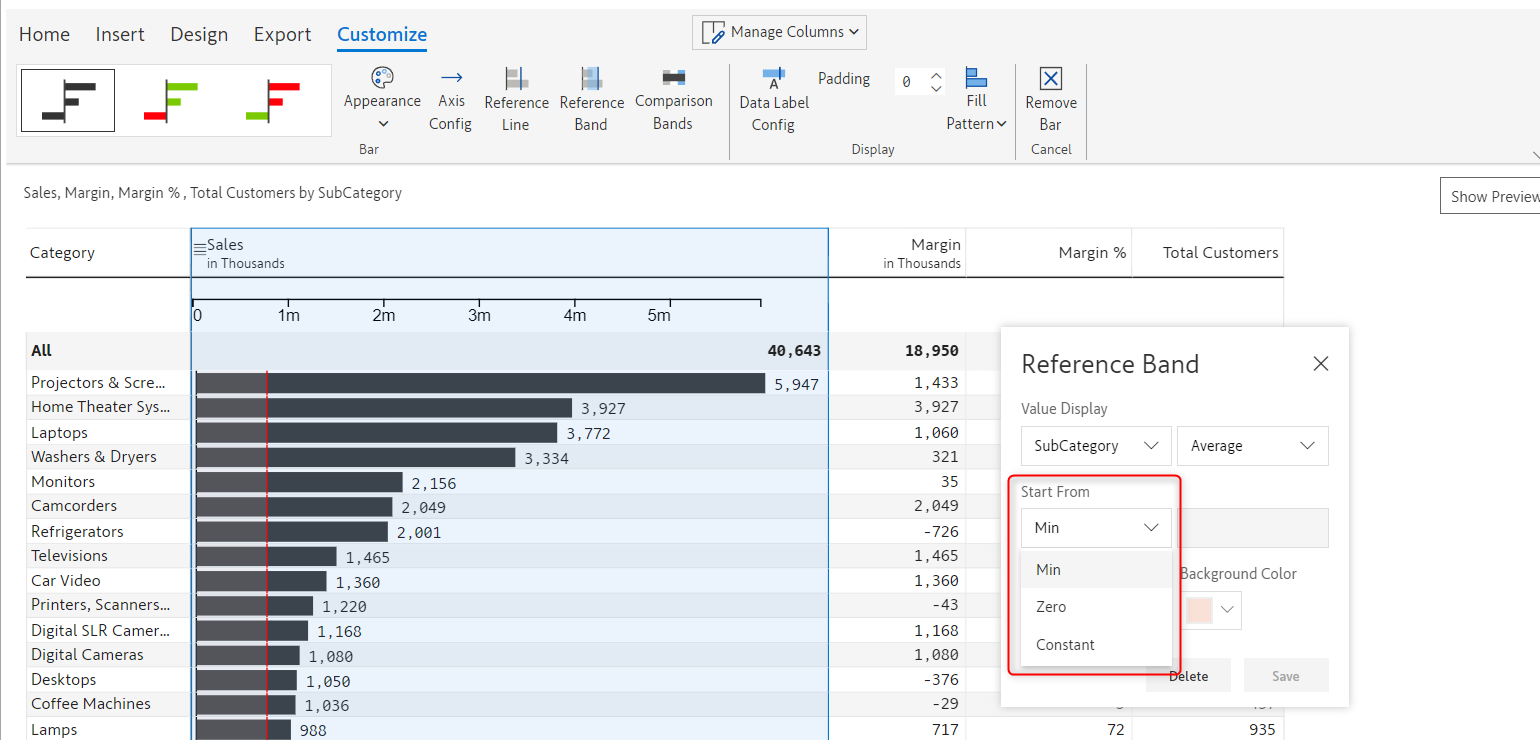 Home Insert Design Export Customize
Manage Columns
Appearance Axis Config Reference Line Reference Band Comparison Bands Data Label Config Padding 0 Fill Pattern Remove Bar
A
Bar Display Cancel
Sales, Margin, Margin % , Total Customers by SubCategory
Show Preview
Category Sales in Thousands Margin in Thousands Margin % Total Customers
0 1m 2m 3m 4m 5m
All 40,643 18,950
Projectors & Scre... 5,947 1,433
Home Theater Sys... 3,927 3,927
Laptops 3,772 1,060
Washers & Dryers 3,334 321
Monitors 2,156 35
Camcorders 2,049 2,049
Refrigerators 2,001 -726
Televisions 1,465 1,465
Car Video 1,360 1,360
Printers, Scanners... 1,220 -43
Digital SLR Camer... 1,168 1,168
Digital Cameras 1,080 1,080
Desktops 1,050 -376
Coffee Machines 1,036 -29
Lamps 988 717 72 935
Reference Band
Value Display
SubCategory Average
Start From
Min
Min
Zero
Constant
Background Color
Delete Save